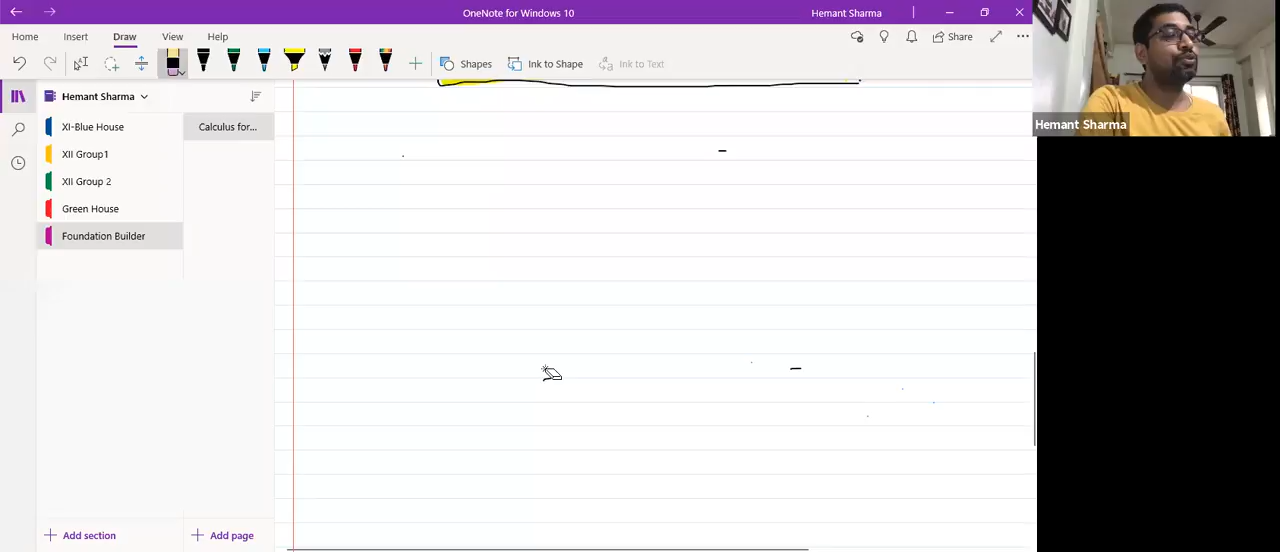 OneNote for Windows 10
Hemant Sharma
Home Insert Draw View Help
Share
Shapes
Ink to Shape
Ink to Text
Hemant Sharma
XI-Blue House
XII Group1
XII Group 2
Green House
Foundation Builder
Calculus for...
+ Add section
+ Add page
Hemant Sharma